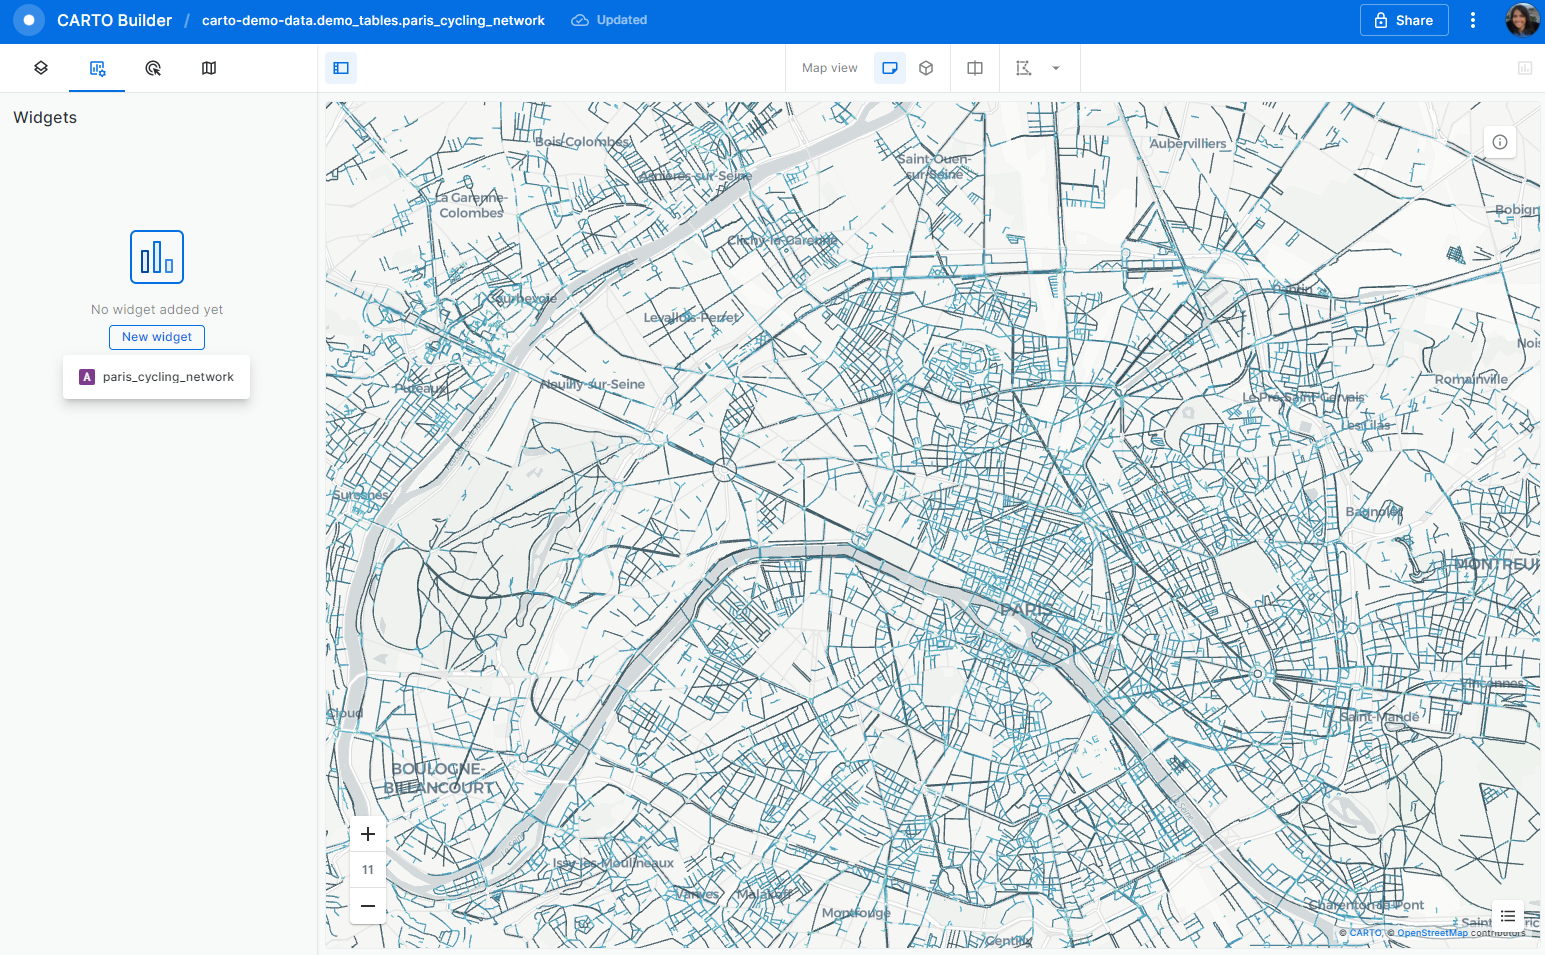 CARTO Builder / carto-demo-data.demo_tables.paris_cycling_network Updated Share
Map view
Widgets
No widget added yet
New widget
A paris_cycling_network
Bois-Colombes
Asnières-sur-Seine
Saint-Ouen-
sur-Seine
Aubervilliers
La Garenne-
Colombes
Bobign
Clichy-la-Garenne
Courbevoie
Pantin
Levallois-Perret
Nois
Puteaux
Neuilly-sur-Seine
Romainville
Le Pré-Saint-Gervais
Les Lilas
Suresnes
Bagnolet
MONTREUI
PARIS
Vincennes
Cloud
Saint-Mandé
BOULOGNE-
BILLANCOURT
Seine
Issy-les-Moulineaux
Vanves
Malakoff
Montrouge
Charenton-le-Pont
Gentilly
11
© CARTO, © OpenStreetMap contributors